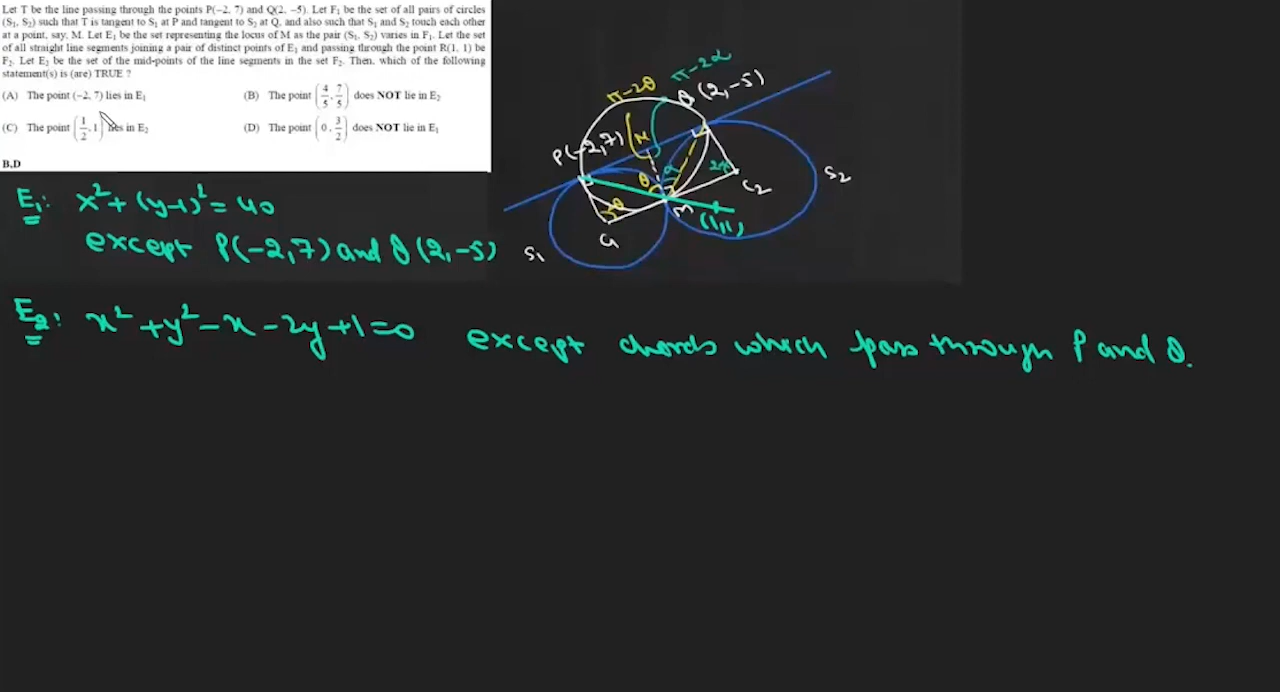 Let T be the line passing through the points P(−2, 7) and Q(2, −5). Let F₁ be the set of all pairs of circles
(S₁, S₂) such that T is tangent to S₁ at P and tangent to S₂ at Q, and also such that S₁ and S₂ touch each other
at a point, say, M. Let E₁ be the set representing the locus of M as the pair (S₁, S₂) varies in F₁. Let the set
of all straight line segments joining a pair of distinct points of E₁ and passing through the point R(1, 1) be
F₂. Let E₂ be the set of the mid-points of the line segments in the set F₂. Then, which of the following
statement(s) is (are) TRUE ?
(A) The point (−2, 7) lies in E₁
(B) The point (4/5, 7/5) does NOT lie in E₂
(C) The point (1/2, 1) lies in E₂
(D) The point (0, 3/2) does NOT lie in E₁
B,D
π-2θ
π-2α
Q(2,-5)
P(-2,7)
N
θ
α
2θ
2α
C₁
C₂
M
(1,1)
S₁
S₂
E₁: x²+(y-1)²=40
except P(-2,7) and Q(2,-5)
E₂: x²+y²-x-2y+1=0 except chords which pass through P and Q.